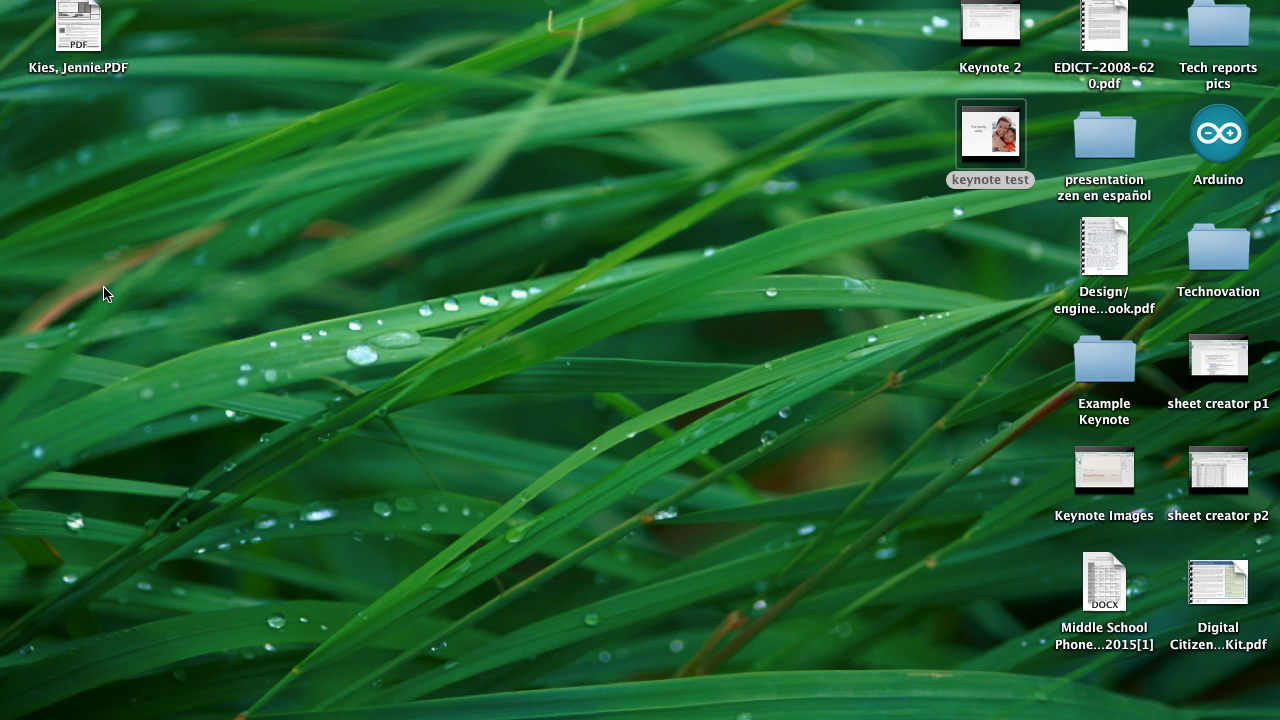 PDF
Kies, Jennie.PDF
Keynote 2
EDICT-2008-62
0.pdf
Tech reports
pics
keynote test
presentation
zen en español
Arduino
Design/
engine...ook.pdf
Technovation
Example
Keynote
sheet creator p1
Keynote Images
sheet creator p2
DOCX
Middle School
Phone...2015[1]
Digital
Citizen...Kit.pdf